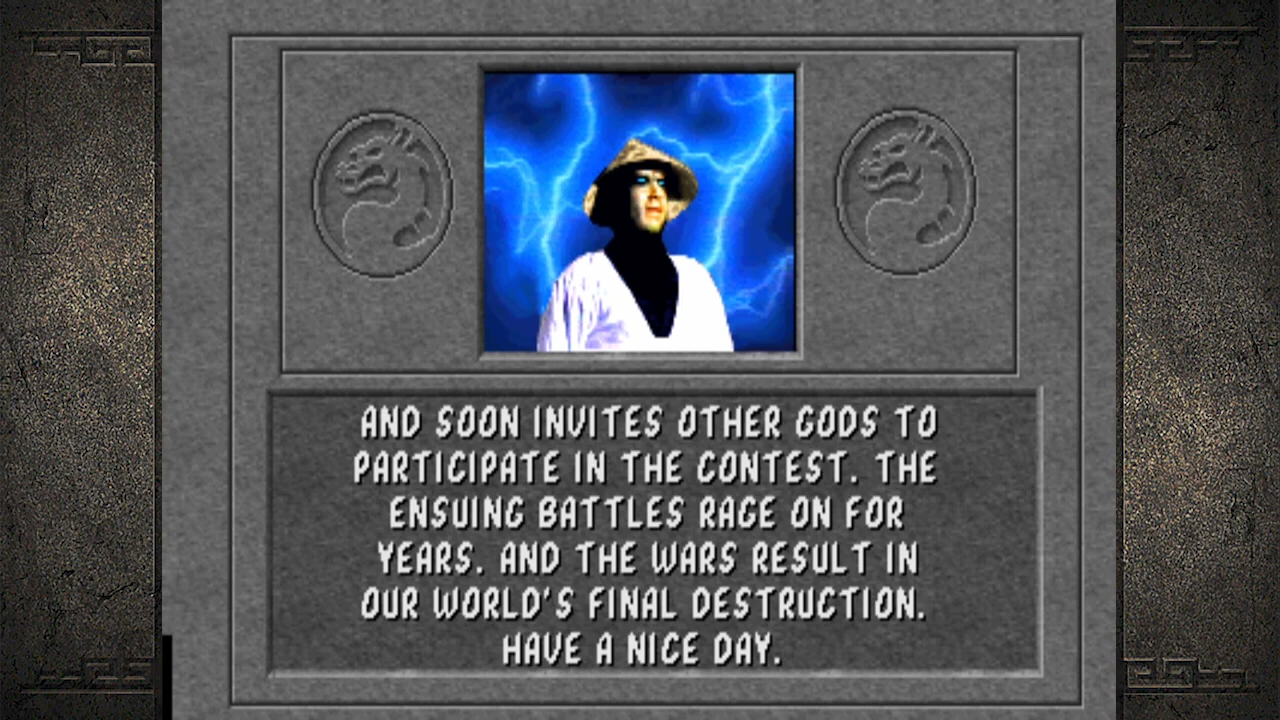 AND SOON INVITES OTHER GODS TO
PARTICIPATE IN THE CONTEST. THE
ENSUING BATTLES RAGE ON FOR
YEARS. AND THE WARS RESULT IN
OUR WORLD'S FINAL DESTRUCTION.
HAVE A NICE DAY.